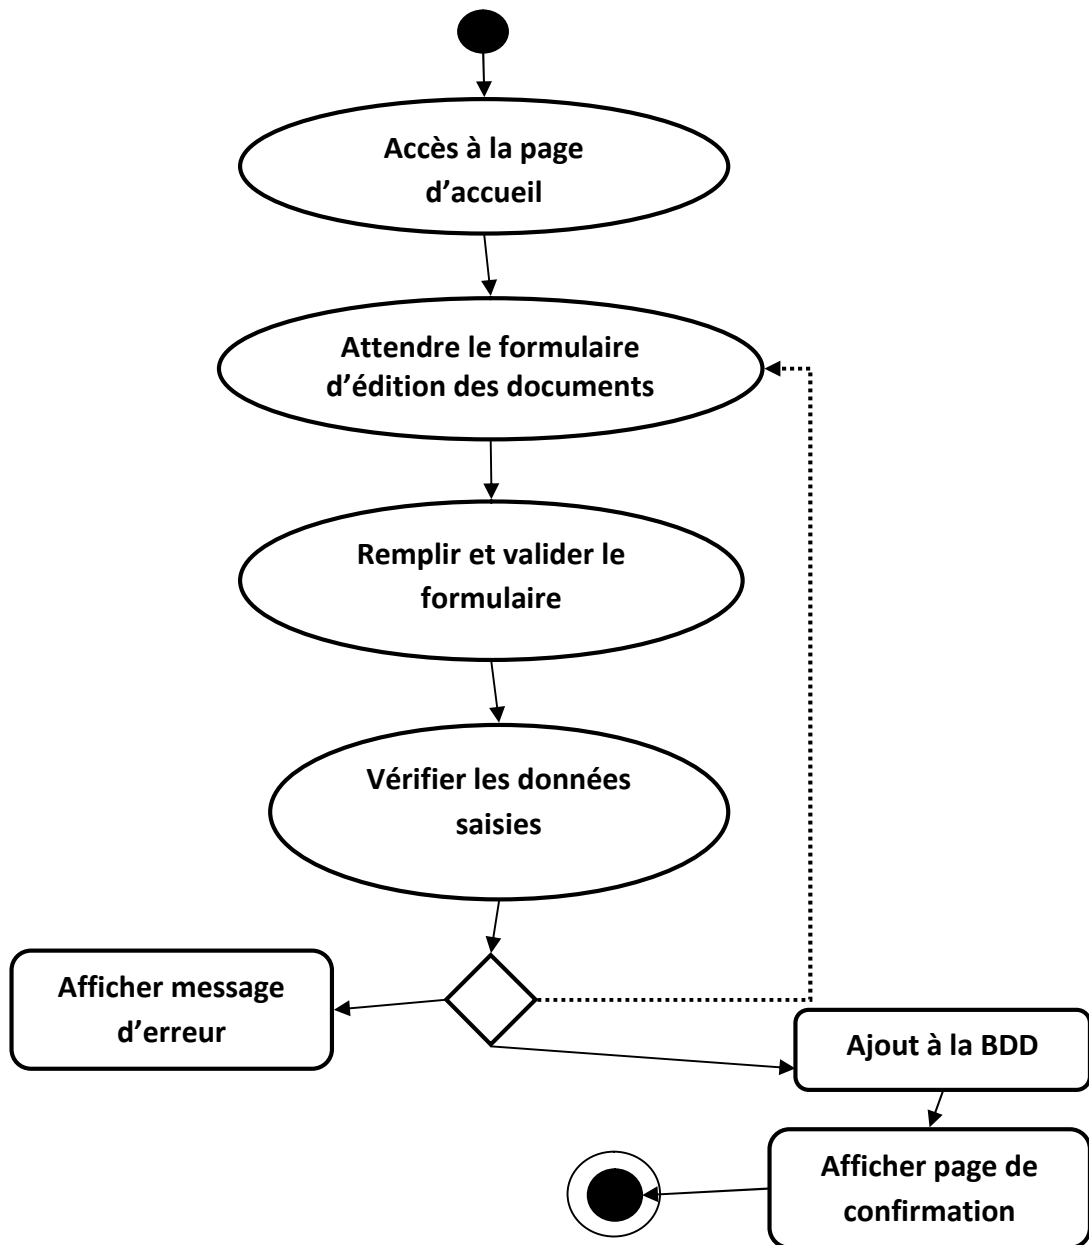 Accès à la page
d’accueil
Attendre le formulaire
d’édition des documents
Remplir et valider le
formulaire
Vérifier les données
saisies
Afficher message
d’erreur
Ajout à la BDD
Afficher page de
confirmation